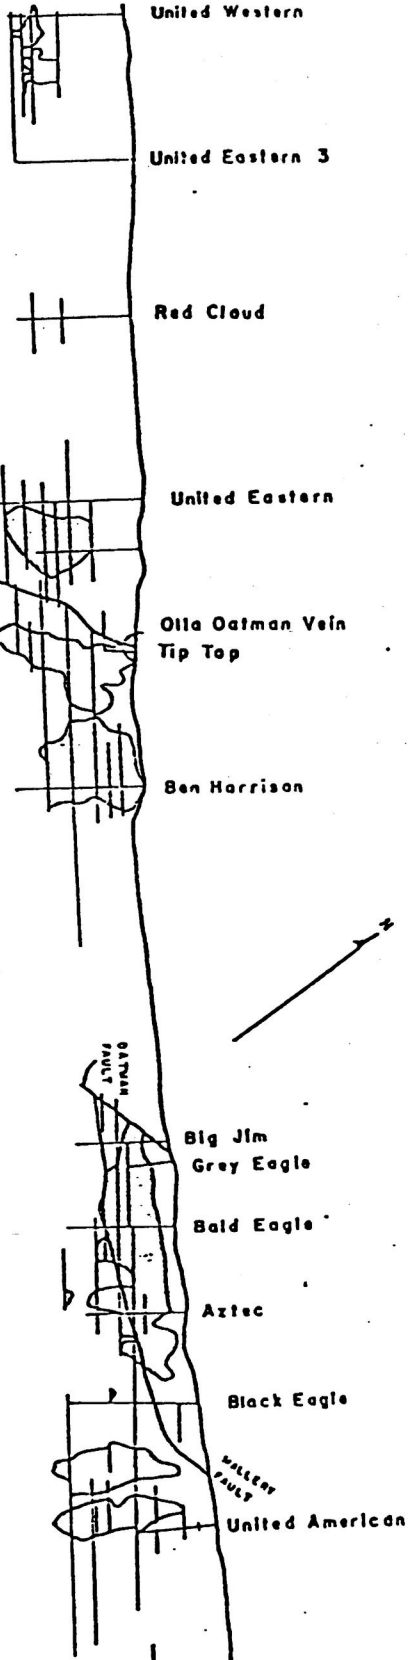 United Western
United Eastern 3
Red Cloud
United Eastern
Olla Oatman Vein
Tip Top
Ben Harrison
N
OATMAN
FAULT
Big Jim
Grey Eagle
Bald Eagle
Aztec
Black Eagle
MALLERY
FAULT
United American